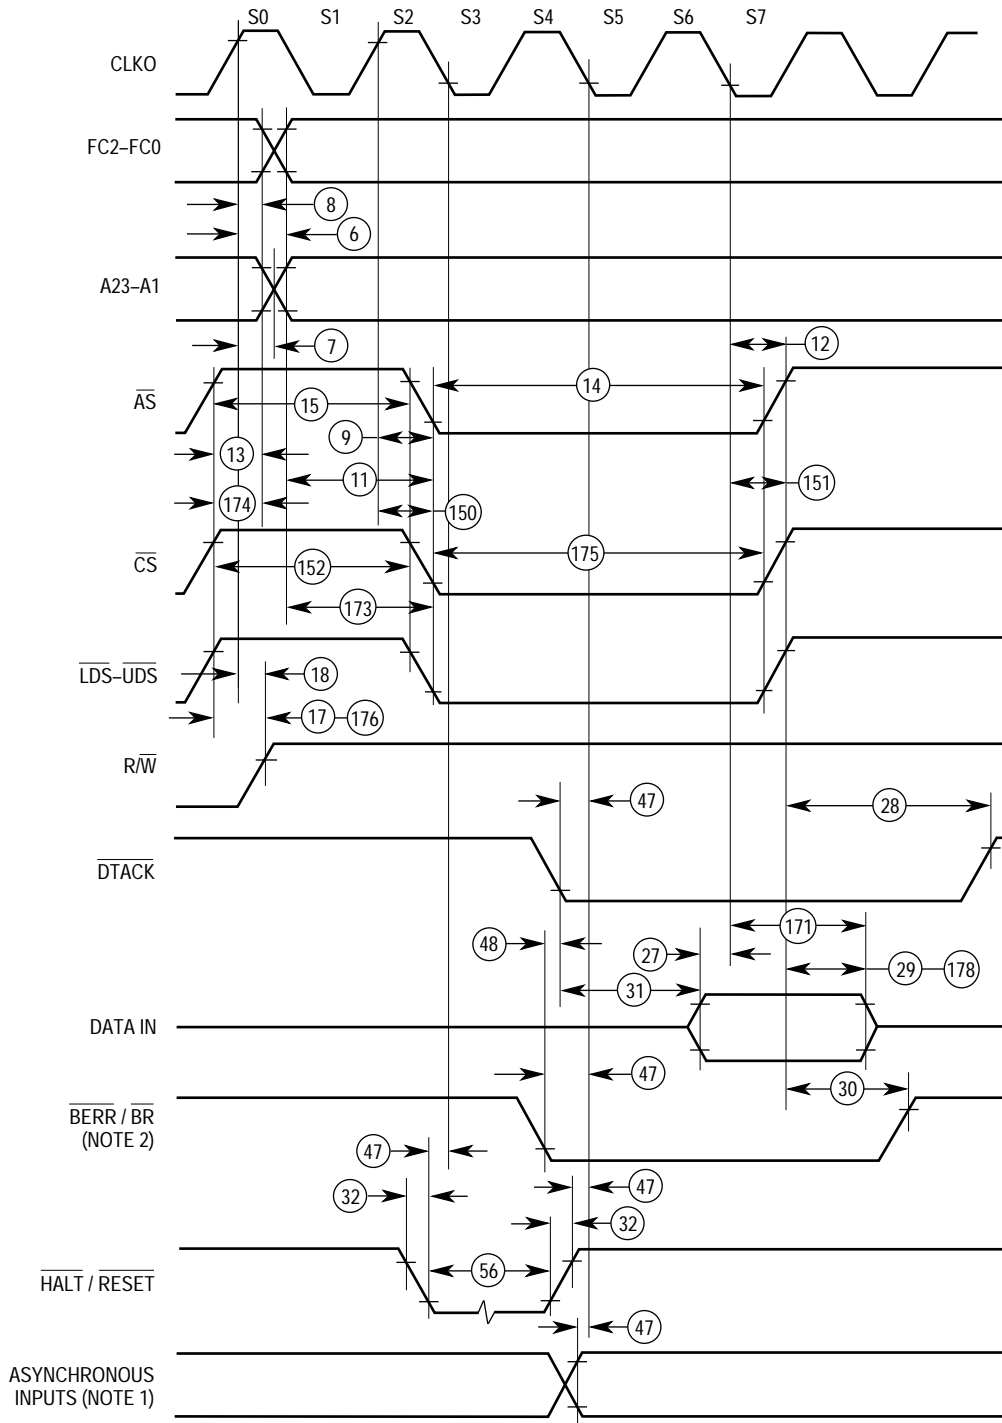 S0 S1 S2 S3 S4 S5 S6 S7
CLKO
FC2–FC0
8
6
A23–A1
7
12
14
AS
15
9
13
11
151
174
150
175
CS
152
173
LDS–UDS
18
17 176
R/W
47
28
DTACK
171
48
27
29 178
31
DATA IN
47
30
BERR / BR
(NOTE 2)
47
47
32
32
56
HALT / RESET
47
ASYNCHRONOUS
INPUTS (NOTE 1)